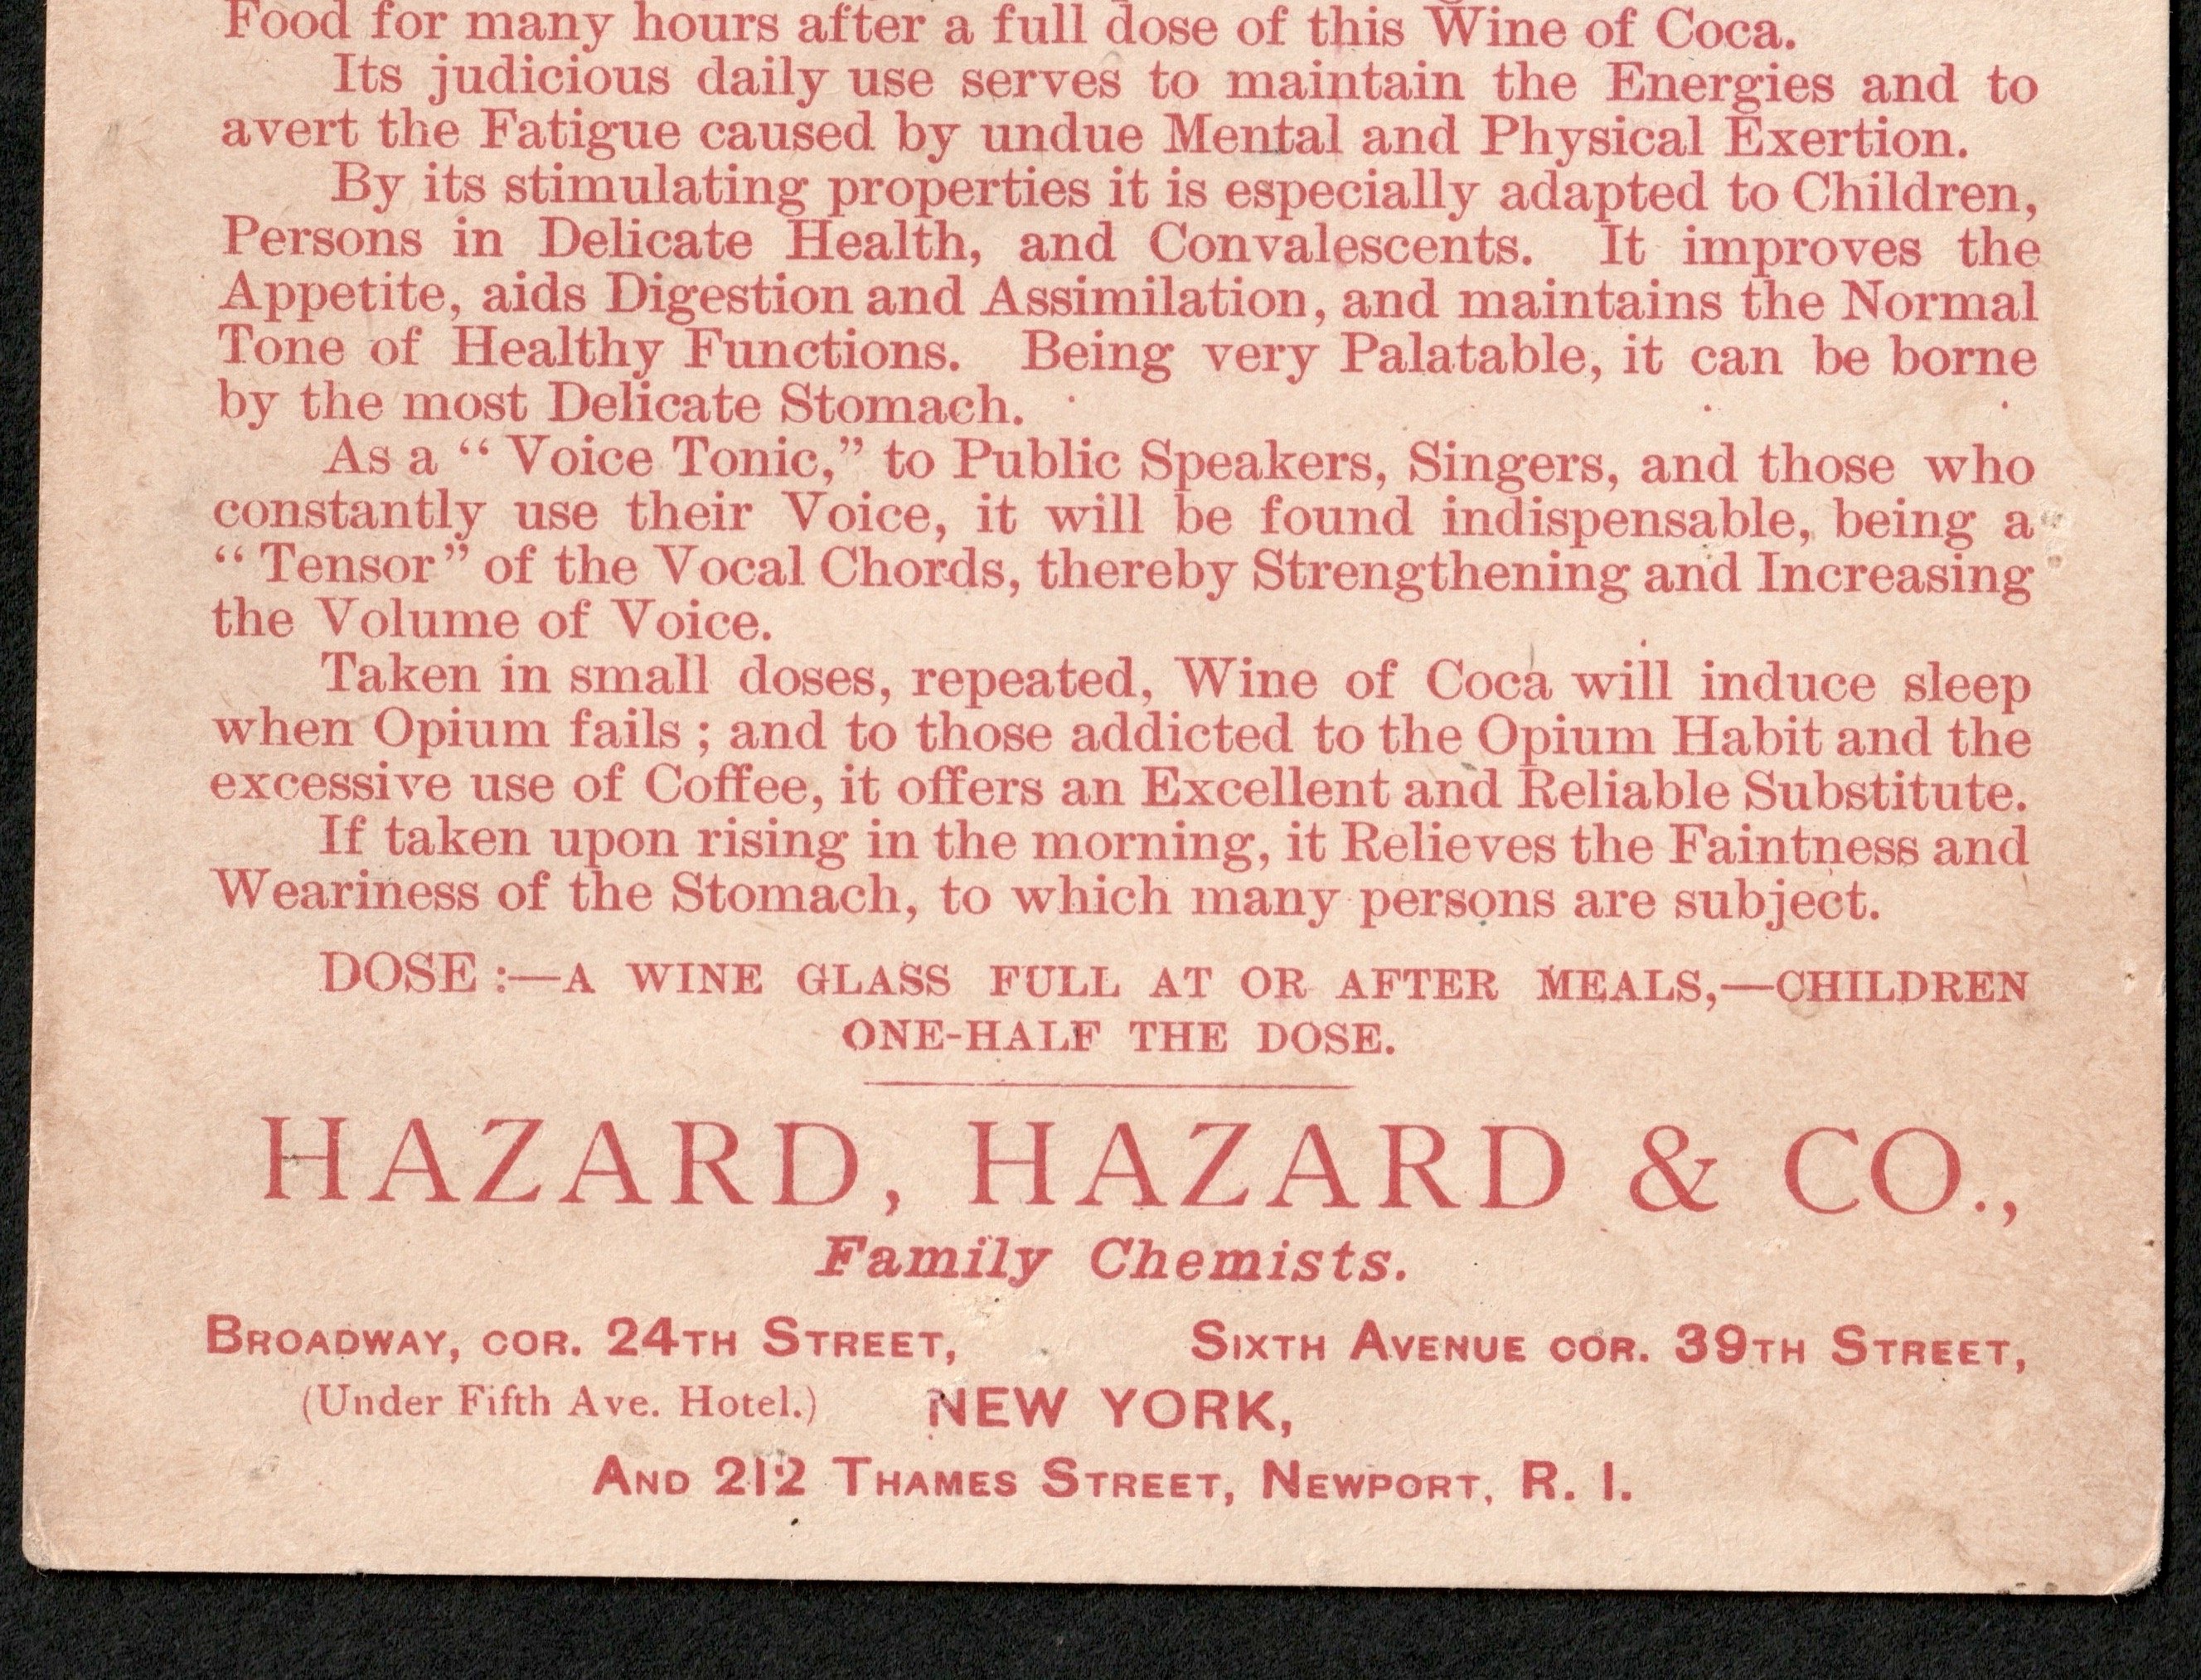 Food for many hours after a full dose of this Wine of Coca.
Its judicious daily use serves to maintain the Energies and to
avert the Fatigue caused by undue Mental and Physical Exertion.
By its stimulating properties it is especially adapted to Children,
Persons in Delicate Health, and Convalescents. It improves the
Appetite, aids Digestion and Assimilation, and maintains the Normal
Tone of Healthy Functions. Being very Palatable, it can be borne
by the most Delicate Stomach.
As a “Voice Tonic,” to Public Speakers, Singers, and those who
constantly use their Voice, it will be found indispensable, being a
“Tensor” of the Vocal Chords, thereby Strengthening and Increasing
the Volume of Voice.
Taken in small doses, repeated, Wine of Coca will induce sleep
when Opium fails ; and to those addicted to the Opium Habit and the
excessive use of Coffee, it offers an Excellent and Reliable Substitute.
If taken upon rising in the morning, it Relieves the Faintness and
Weariness of the Stomach, to which many persons are subject.
DOSE :—A WINE GLASS FULL AT OR AFTER MEALS,—CHILDREN
ONE-HALF THE DOSE.
HAZARD, HAZARD & CO.,
Family Chemists.
BROADWAY, COR. 24TH STREET, SIXTH AVENUE COR. 39TH STREET,
(Under Fifth Ave. Hotel.) NEW YORK,
AND 212 THAMES STREET, NEWPORT, R. I.